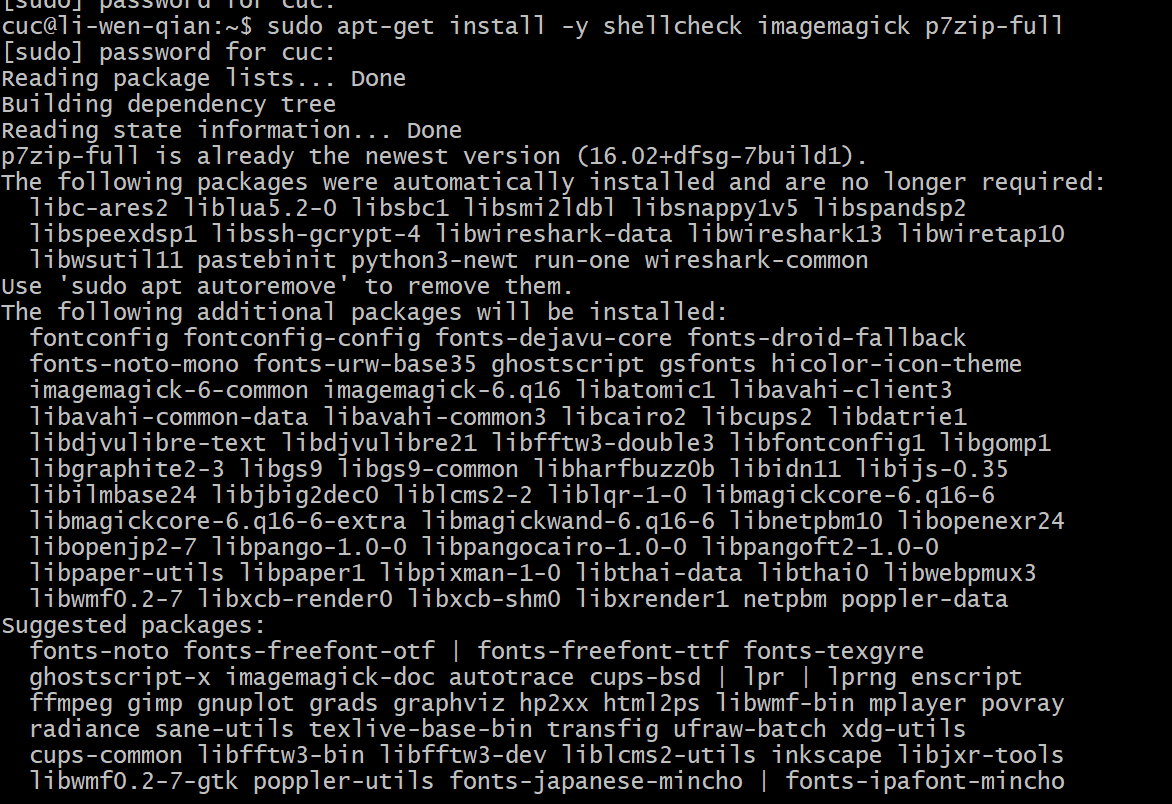 [sudo] password for cuc:
cuc@li-wen-qian:~$ sudo apt-get install -y shellcheck imagemagick p7zip-full
[sudo] password for cuc:
Reading package lists... Done
Building dependency tree
Reading state information... Done
p7zip-full is already the newest version (16.02+dfsg-7build1).
The following packages were automatically installed and are no longer required:
  libc-ares2 liblua5.2-0 libsbc1 libsmi2ldbl libsnappy1v5 libspandsp2
  libspeexdsp1 libssh-gcrypt-4 libwireshark-data libwireshark13 libwiretap10
  libwsutil11 pastebinit python3-newt run-one wireshark-common
Use 'sudo apt autoremove' to remove them.
The following additional packages will be installed:
  fontconfig fontconfig-config fonts-dejavu-core fonts-droid-fallback
  fonts-noto-mono fonts-urw-base35 ghostscript gsfonts hicolor-icon-theme
  imagemagick-6-common imagemagick-6.q16 libatomic1 libavahi-client3
  libavahi-common-data libavahi-common3 libcairo2 libcups2 libdatrie1
  libdjvulibre-text libdjvulibre21 libfftw3-double3 libfontconfig1 libgomp1
  libgraphite2-3 libgs9 libgs9-common libharfbuzz0b libidn11 libijs-0.35
  libilmbase24 libjbig2dec0 liblcms2-2 liblqr-1-0 libmagickcore-6.q16-6
  libmagickcore-6.q16-6-extra libmagickwand-6.q16-6 libnetpbm10 libopenexr24
  libopenjp2-7 libpango-1.0-0 libpangocairo-1.0-0 libpangoft2-1.0-0
  libpaper-utils libpaper1 libpixman-1-0 libthai-data libthai0 libwebpmux3
  libwmf0.2-7 libxcb-render0 libxcb-shm0 libxrender1 netpbm poppler-data
Suggested packages:
  fonts-noto fonts-freefont-otf | fonts-freefont-ttf fonts-texgyre
  ghostscript-x imagemagick-doc autotrace cups-bsd | lpr | lprng enscript
  ffmpeg gimp gnuplot grads graphviz hp2xx html2ps libwmf-bin mplayer povray
  radiance sane-utils texlive-base-bin transfig ufraw-batch xdg-utils
  cups-common libfftw3-bin libfftw3-dev liblcms2-utils inkscape libjxr-tools
  libwmf0.2-7-gtk poppler-utils fonts-japanese-mincho | fonts-ipafont-mincho